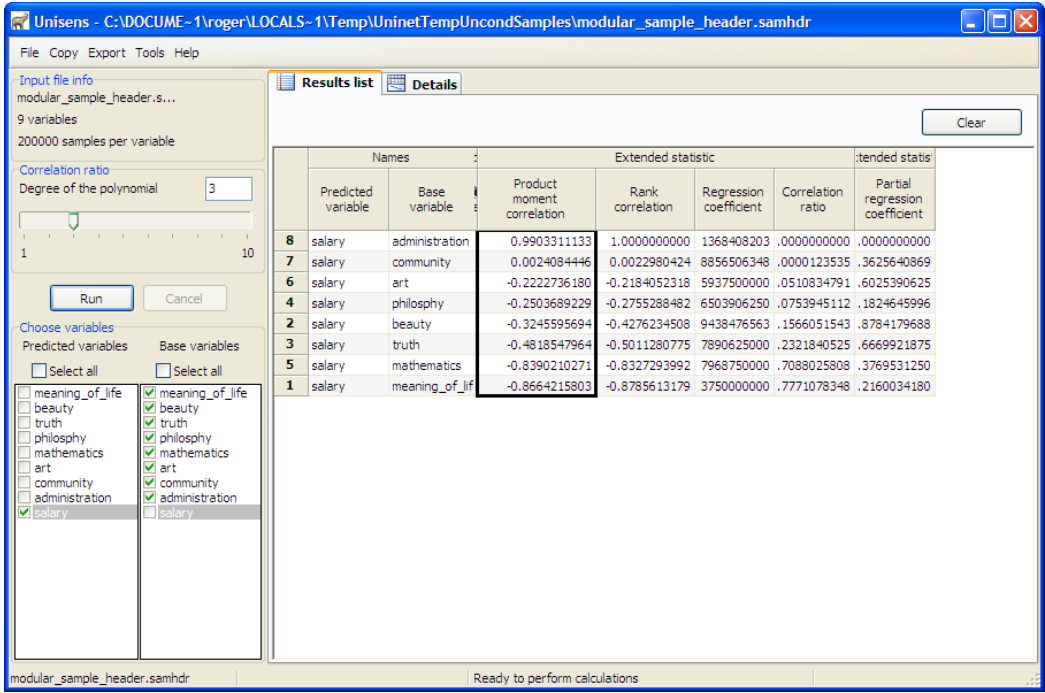 Unisens - C:\DOCUME~1\roger\LOCALS~1\Temp\UninetTempUncondSamples\modular_sample_header.samhdr
File Copy Export Tools Help
Input file info
modular_sample_header.s...
9 variables
200000 samples per variable
Correlation ratio
Degree of the polynomial 3
1 10
Run Cancel
Choose variables
Predicted variables Base variables
Select all Select all
meaning_of_life meaning_of_life
beauty beauty
truth truth
philosphy philosphy
mathematics mathematics
art art
community community
administration administration
salary salary
Results list Details
Clear
Names Extended statistic :tended statis
Predicted variable Base variable Product moment correlation Rank correlation Regression coefficient Correlation ratio Partial regression coefficient
8 salary administration 0.9903311133 1.0000000000 1368408203 .0000000000 .0000000000
7 salary community 0.0024084446 0.0022980424 8856506348 .0000123535 .3625640869
6 salary art -0.2222736180 -0.2184052318 5937500000 .0510834791 .6025390625
4 salary philosphy -0.2503689229 -0.2755288482 6503906250 .0753945112 .1824645996
2 salary beauty -0.3245595694 -0.4276234508 9438476563 .1566051543 .8784179688
3 salary truth -0.4818547964 -0.5011280775 7890625000 .2321840525 .6669921875
5 salary mathematics -0.8390210271 -0.8327293992 7968750000 .7088025808 .3769531250
1 salary meaning_of_lif -0.8664215803 -0.8785613179 3750000000 .7771078348 .2160034180
modular_sample_header.samhdr Ready to perform calculations